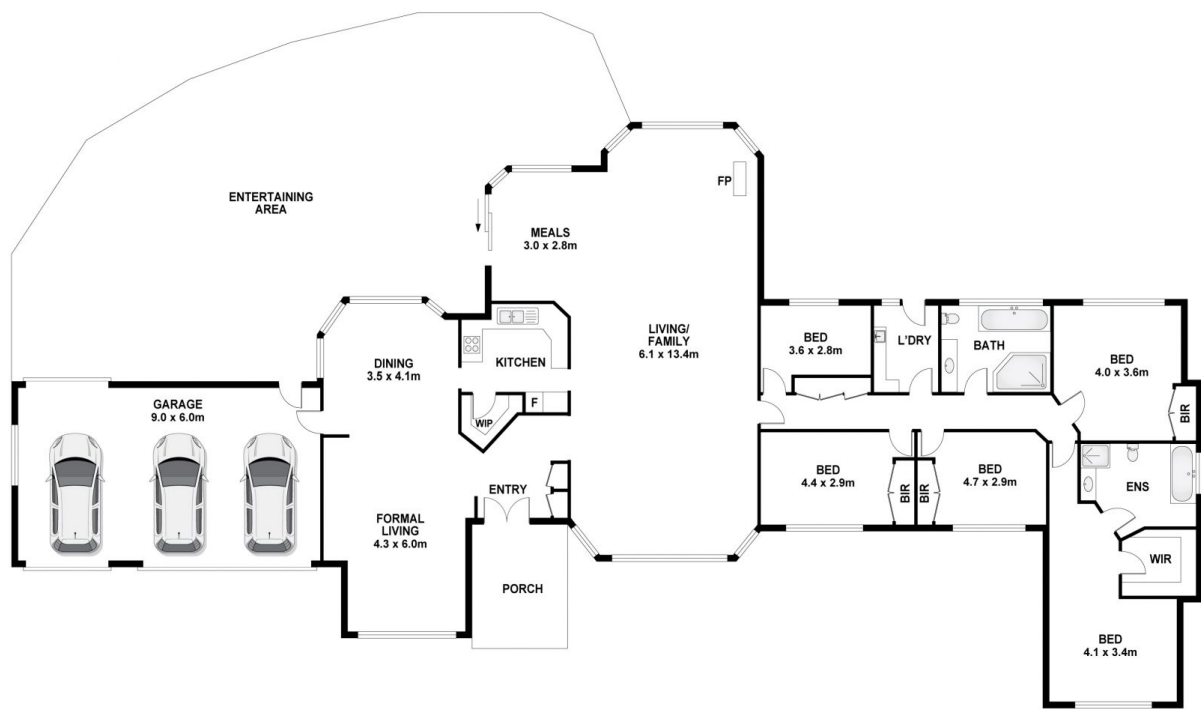 ENTERTAINING
AREA
FP
MEALS
3.0 x 2.8m
LIVING/
FAMILY
6.1 x 13.4m
DINING
3.5 x 4.1m
KITCHEN
F
WIP
GARAGE
9.0 x 6.0m
ENTRY
FORMAL
LIVING
4.3 x 6.0m
PORCH
BED
3.6 x 2.8m
L'DRY
BATH
BED
4.0 x 3.6m
BIR
BED
4.4 x 2.9m
BIR
BIR
BED
4.7 x 2.9m
ENS
WIR
BED
4.1 x 3.4m